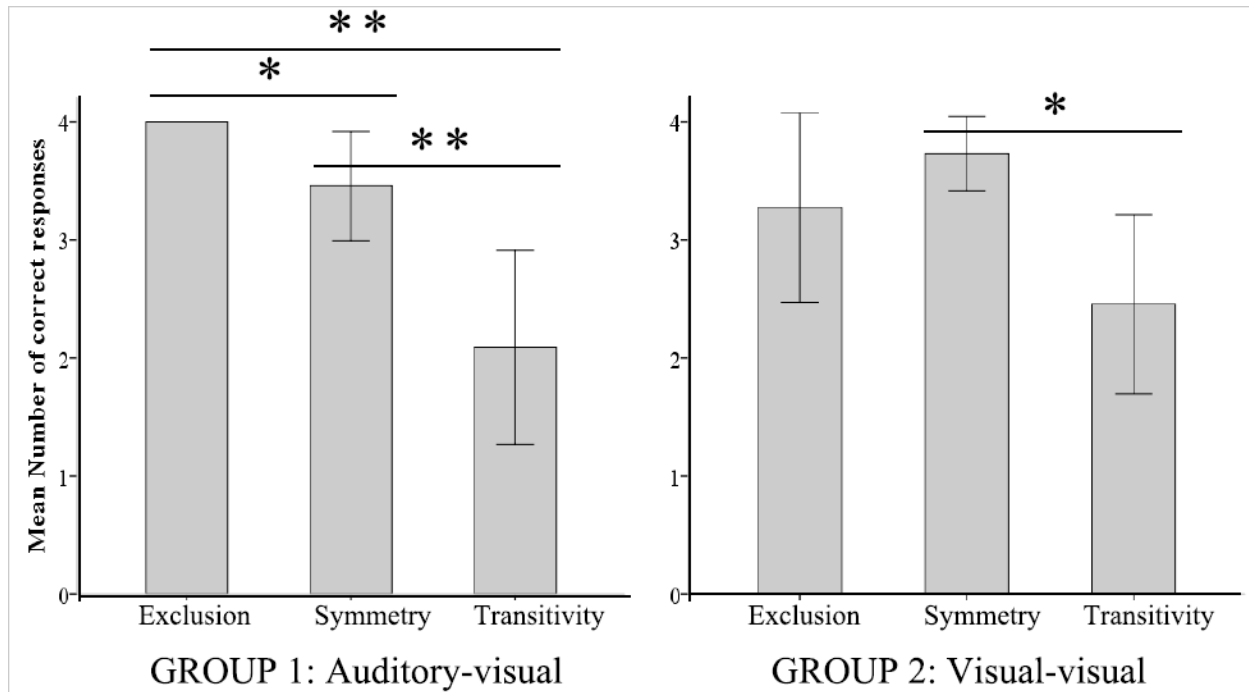 * *
*
* *
*
Mean Number of correct responses
4
3
2
1
0
Exclusion Symmetry Transitivity
GROUP 1: Auditory-visual
4
3
2
1
0
Exclusion Symmetry Transitivity
GROUP 2: Visual-visual